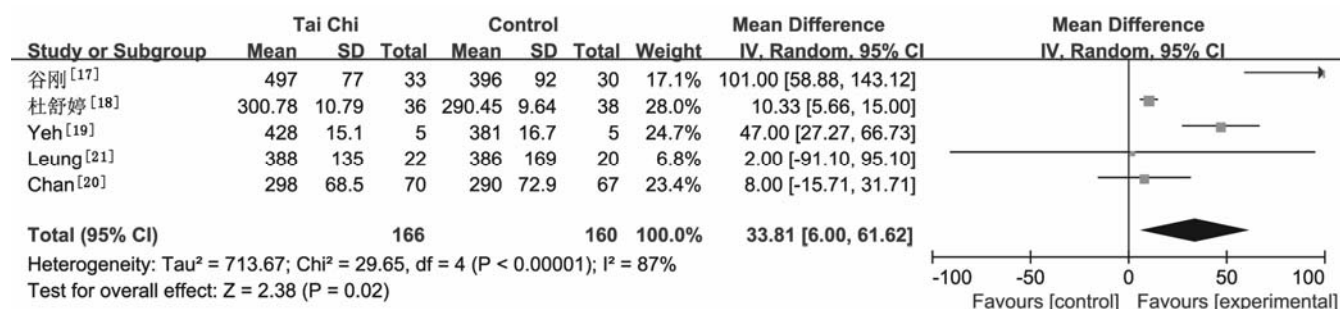 Tai Chi Control Mean Difference Mean Difference
Study or Subgroup Mean SD Total Mean SD Total Weight IV, Random, 95% CI IV, Random, 95% CI
谷刚[17] 497 77 33 396 92 30 17.1% 101.00 [58.88, 143.12]
杜舒婷[18] 300.78 10.79 36 290.45 9.64 38 28.0% 10.33 [5.66, 15.00]
Yeh[19] 428 15.1 5 381 16.7 5 24.7% 47.00 [27.27, 66.73]
Leung[21] 388 135 22 386 169 20 6.8% 2.00 [-91.10, 95.10]
Chan[20] 298 68.5 70 290 72.9 67 23.4% 8.00 [-15.71, 31.71]
Total (95% CI) 166 160 100.0% 33.81 [6.00, 61.62]
Heterogeneity: Tau² = 713.67; Chi² = 29.65, df = 4 (P < 0.00001); I² = 87%
Test for overall effect: Z = 2.38 (P = 0.02)
-100 -50 0 50 100
Favours [control] Favours [experimental]